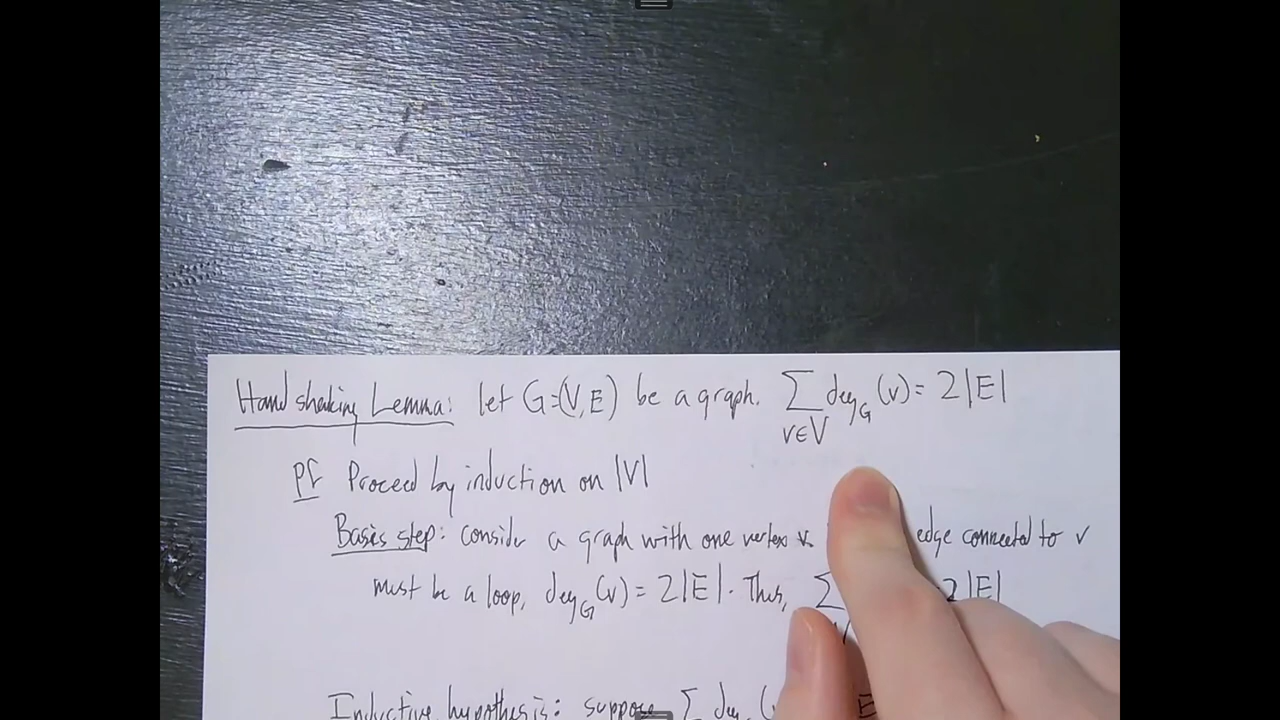 Handshaking Lemma: let G=(V,E) be a graph. ∑ deg_G(v)=2|E|
v∈V
Pf Proceed by induction on |V|
Basis step: consider a graph with one vertex v. edge connected to v
must be a loop, deg_G(v)=2|E|. Thus, ∑ 2|E|
Inductive hypothesis: suppose ∑ deg